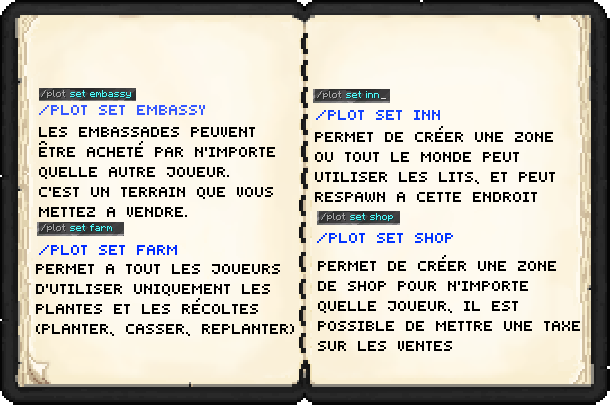 /plot set embassy
/PLOT SET EMBASSY
LES EMBASSADES PEUVENT
ÊTRE ACHETÉ PAR N'IMPORTE
QUELLE AUTRE JOUEUR.
C'EST UN TERRAIN QUE VOUS
METTEZ A VENDRE.
/plot set farm
/PLOT SET FARM
PERMET A TOUT LES JOUEURS
D'UTILISER UNIQUEMENT LES
PLANTES ET LES RÉCOLTES
(PLANTER, CASSER, REPLANTER)
/plot set inn_
/PLOT SET INN
PERMET DE CRÉER UNE ZONE
OU TOUT LE MONDE PEUT
UTILISER LES LITS, ET PEUT
RESPAWN A CETTE ENDROIT
/plot set shop
/PLOT SET SHOP
PERMET DE CRÉER UNE ZONE
DE SHOP POUR N'IMPORTE
QUELLE JOUEUR, IL EST
POSSIBLE DE METTRE UNE TAXE
SUR LES VENTES